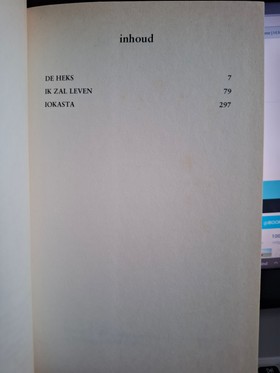 inhoud
DE HEKS 7
IK ZAL LEVEN 79
IOKASTA 297